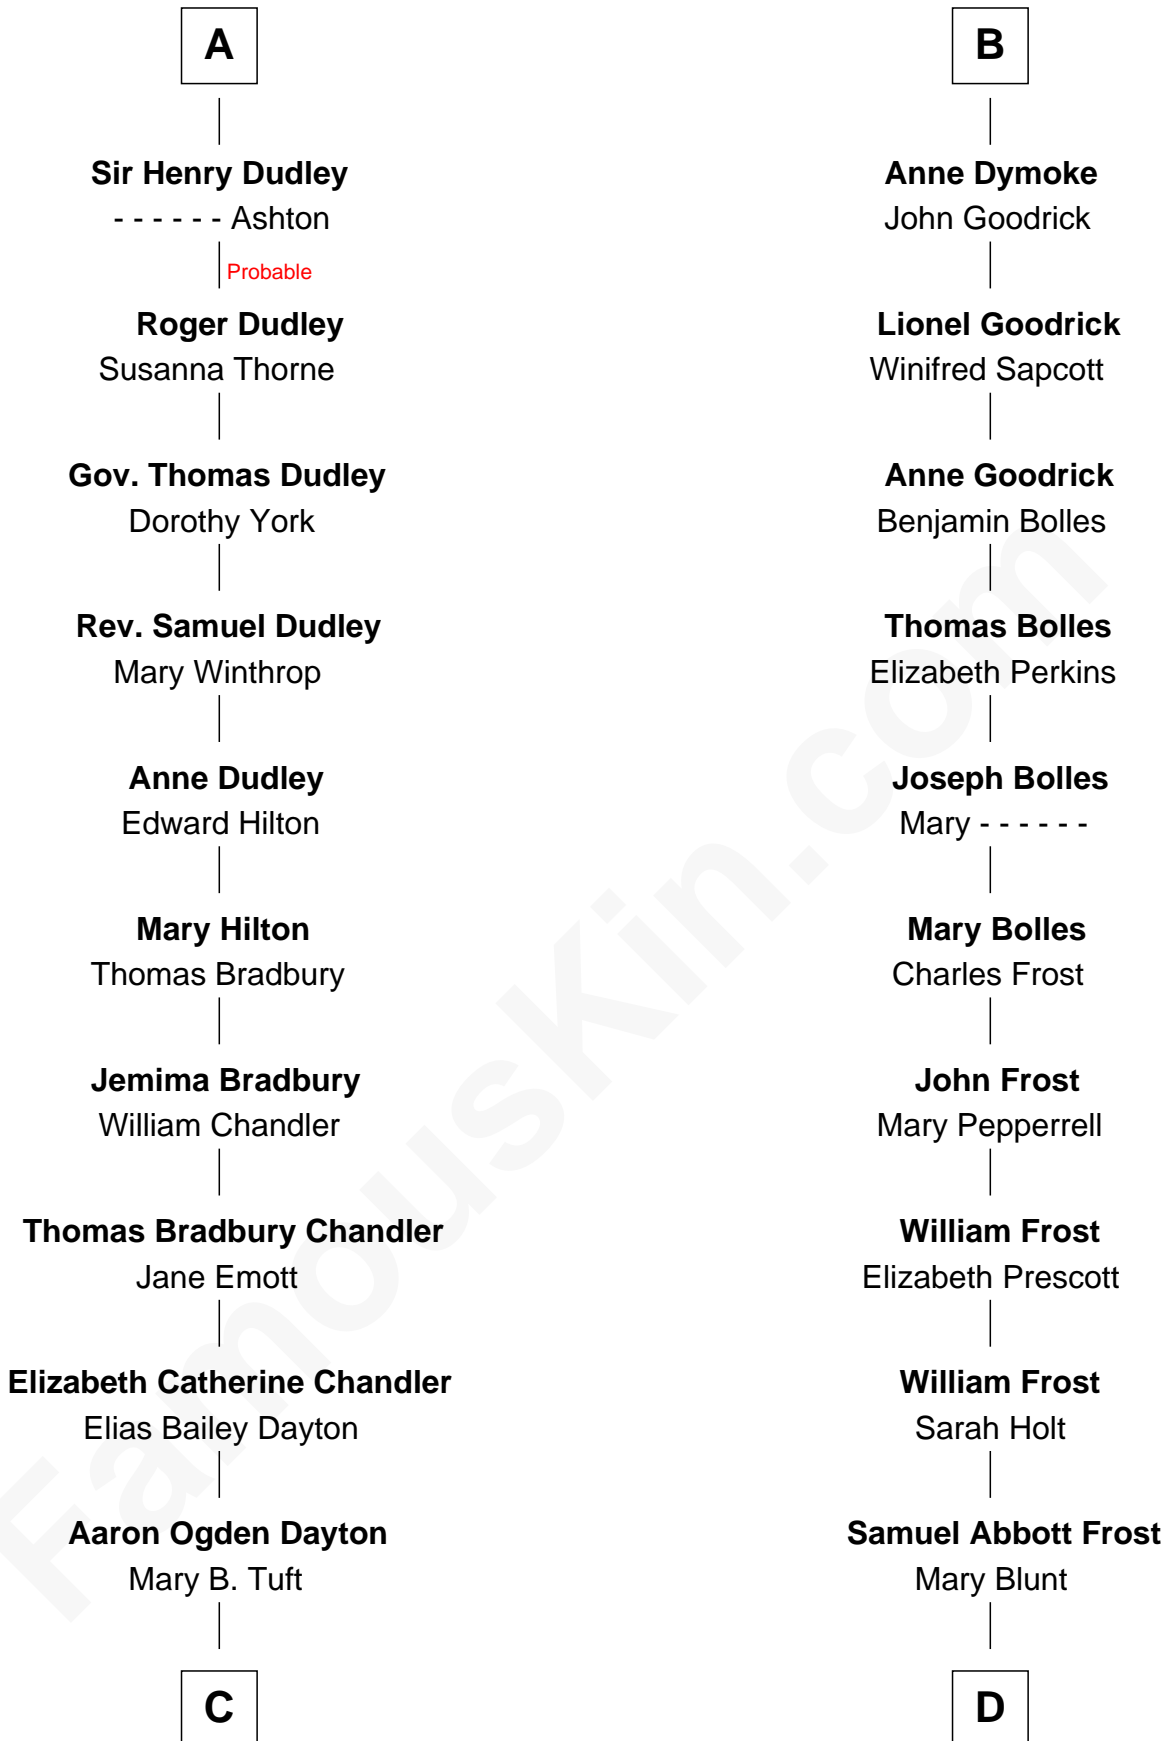 A
Sir Henry Dudley
- - - - - - Ashton
Probable
Roger Dudley
Susanna Thorne
Gov. Thomas Dudley
Dorothy York
Rev. Samuel Dudley
Mary Winthrop
Anne Dudley
Edward Hilton
Mary Hilton
Thomas Bradbury
Jemima Bradbury
William Chandler
Thomas Bradbury Chandler
Jane Emott
Elizabeth Catherine Chandler
Elias Bailey Dayton
Aaron Ogden Dayton
Mary B. Tuft
C
B
Anne Dymoke
John Goodrick
Lionel Goodrick
Winifred Sapcott
Anne Goodrick
Benjamin Bolles
Thomas Bolles
Elizabeth Perkins
Joseph Bolles
Mary - - - - - -
Mary Bolles
Charles Frost
John Frost
Mary Pepperrell
William Frost
Elizabeth Prescott
William Frost
Sarah Holt
Samuel Abbott Frost
Mary Blunt
D
FamousKin.com